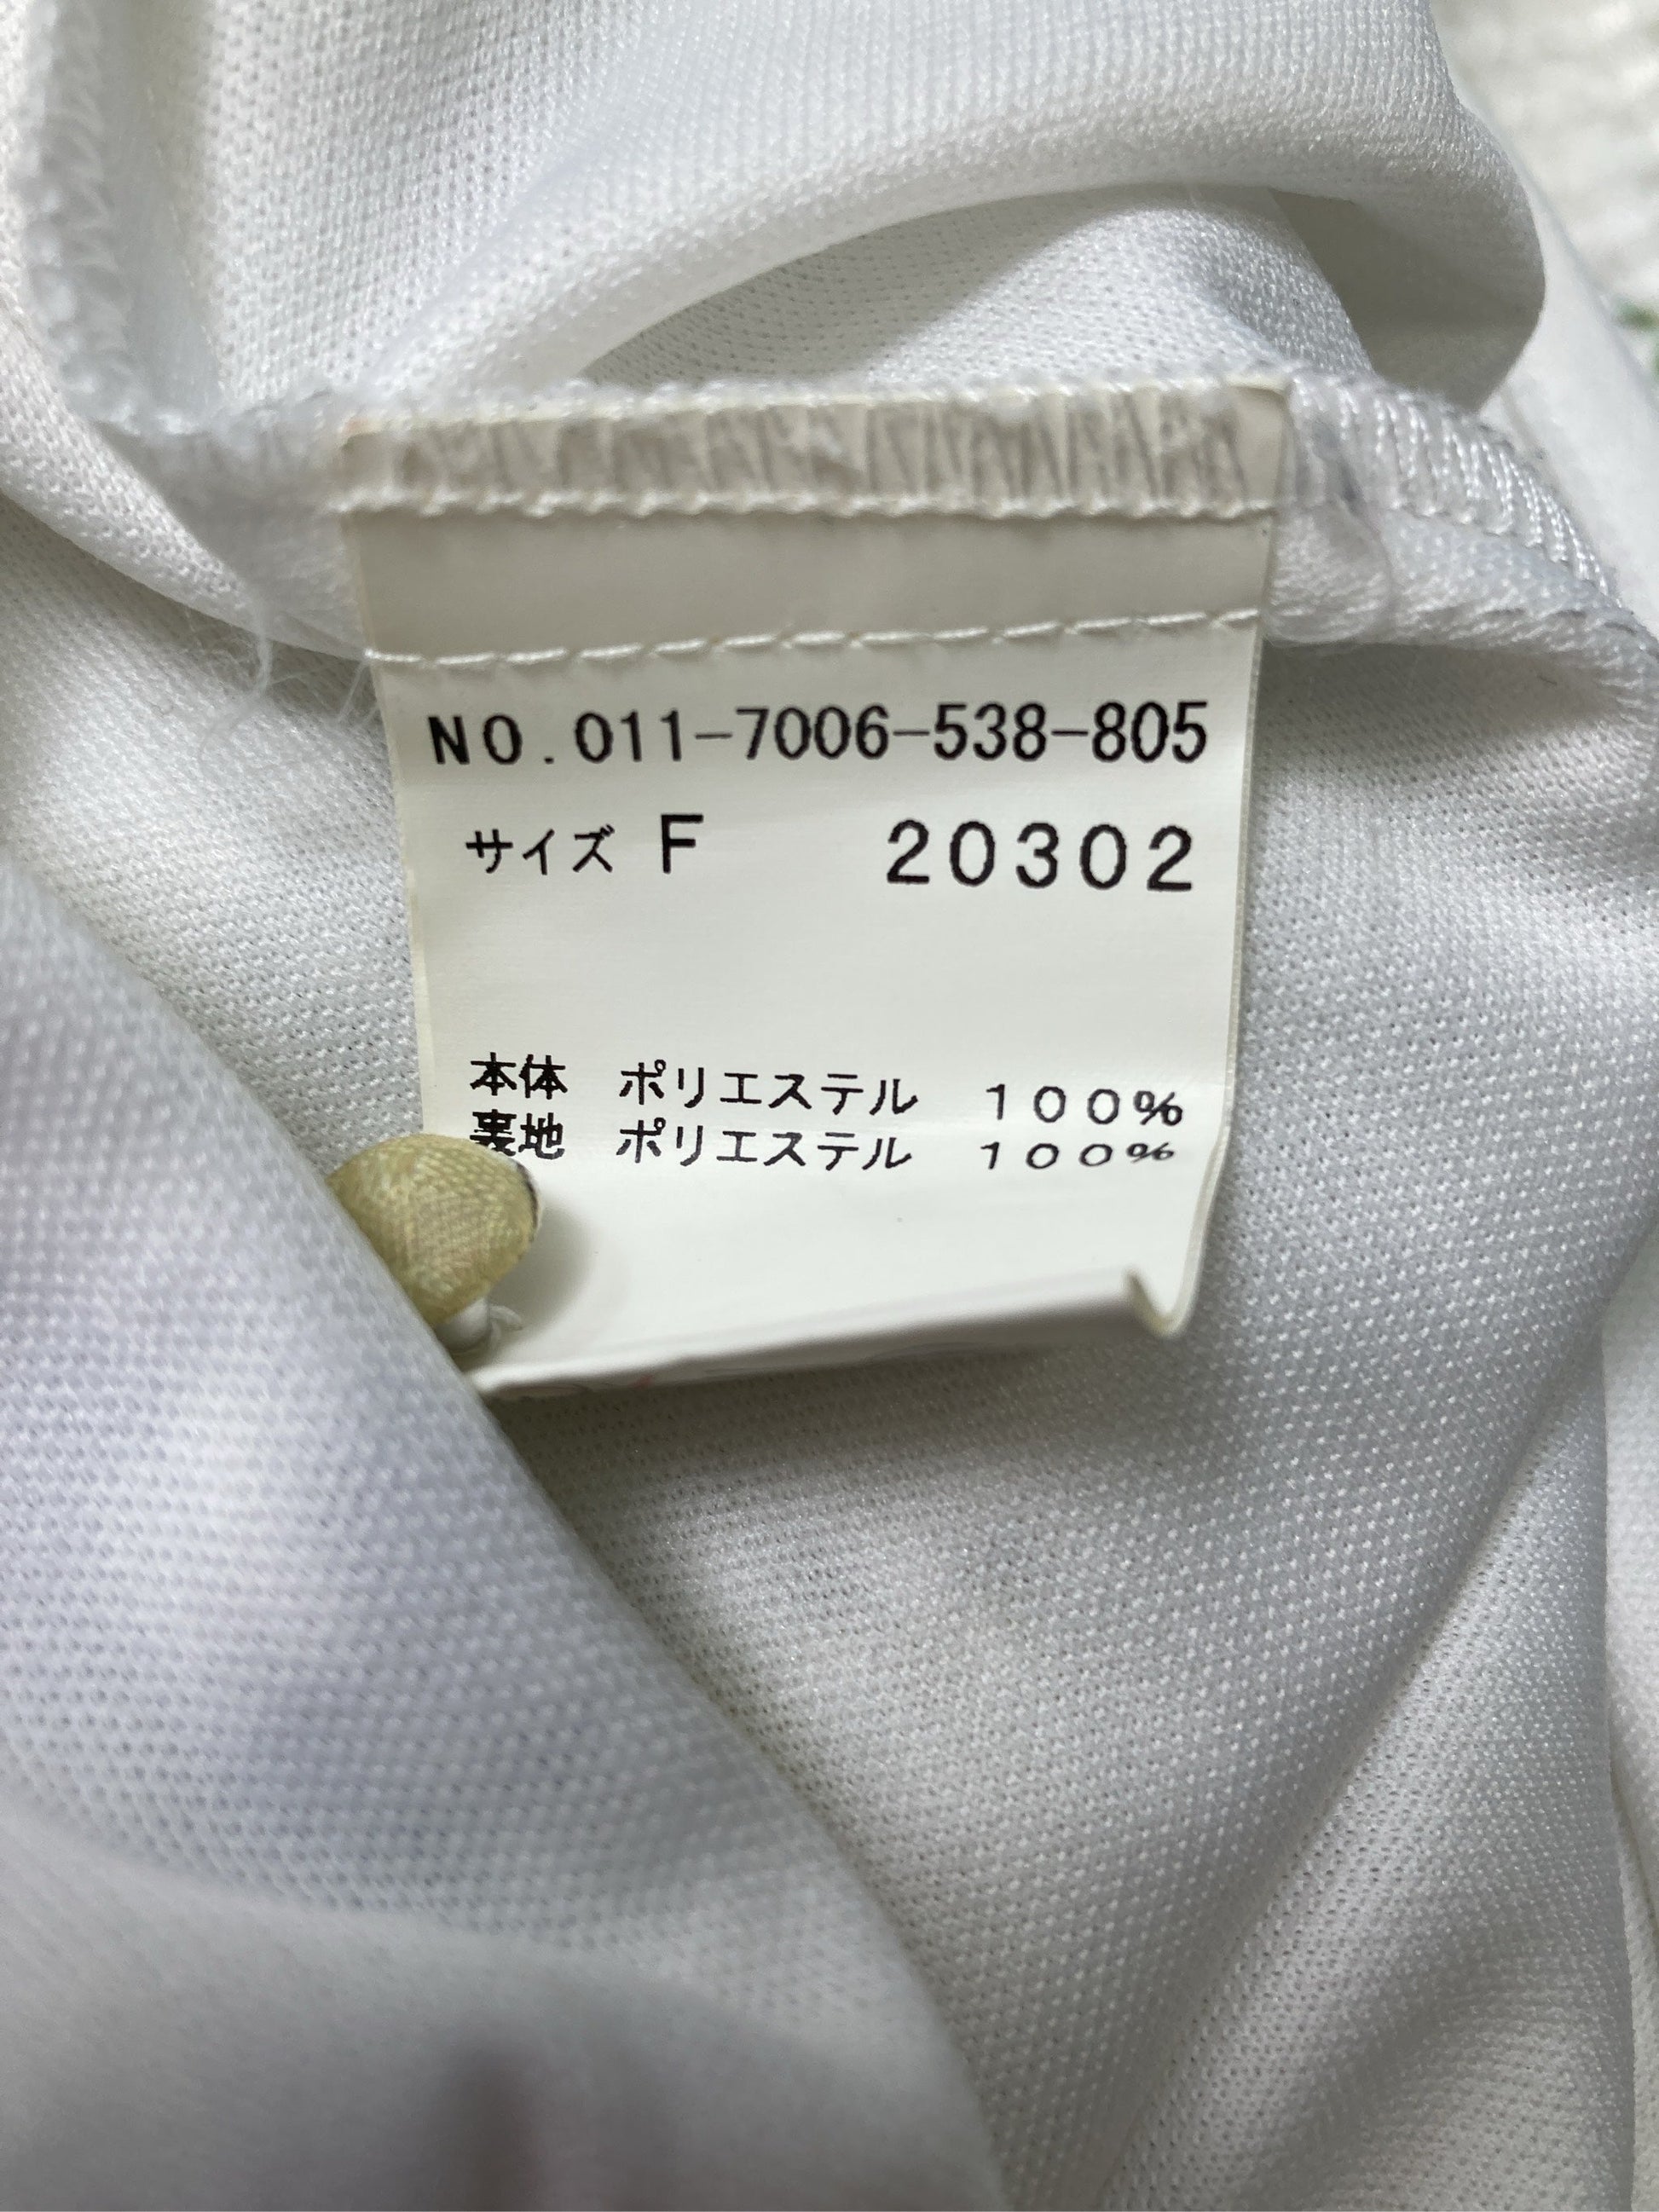 NO.011-7006-538-805
サイズ F 20302
本体 ポリエステル 100%
裏地 ポリエステル 100%